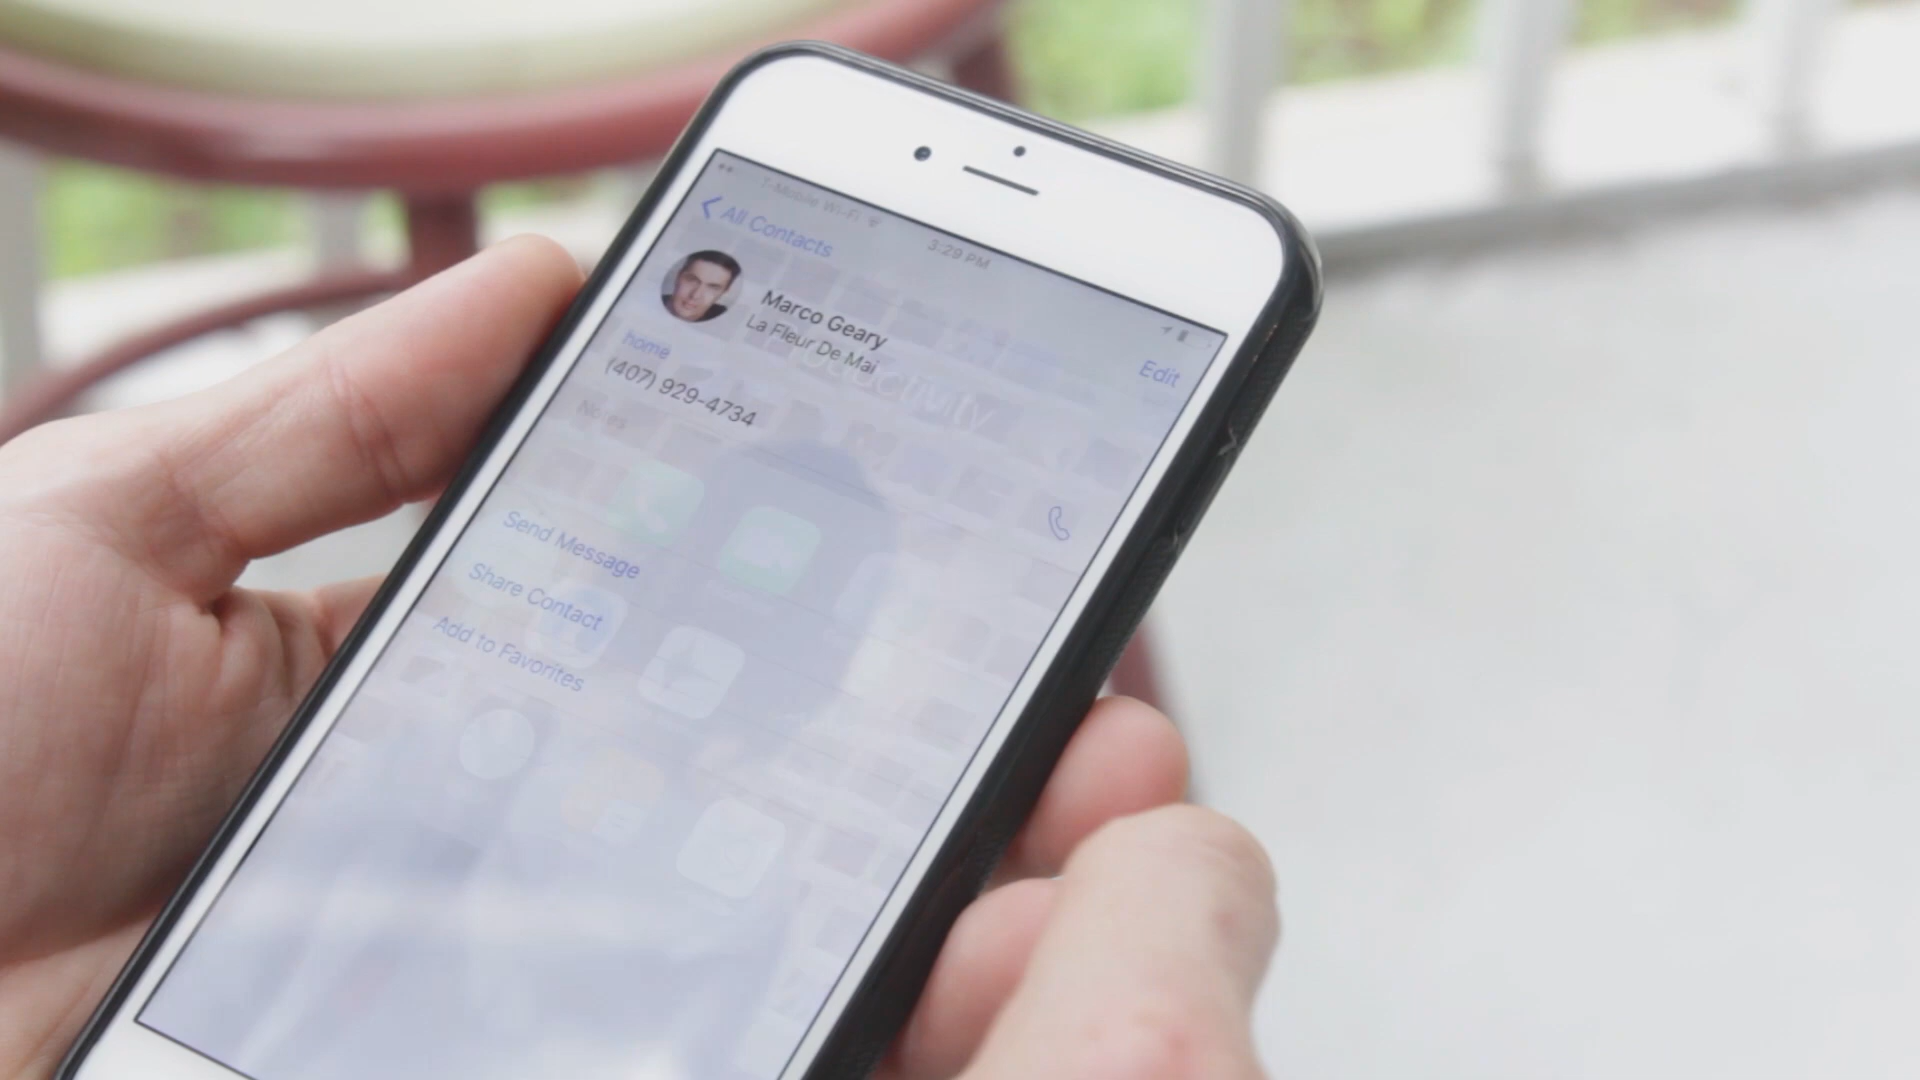 T-Mobile Wi-Fi
3:29 PM
All Contacts
Edit
Marco Geary
La Fleur De Mai
Productivity
home
(407) 929-4734
Notes
Send Message
Share Contact
Add to Favorites